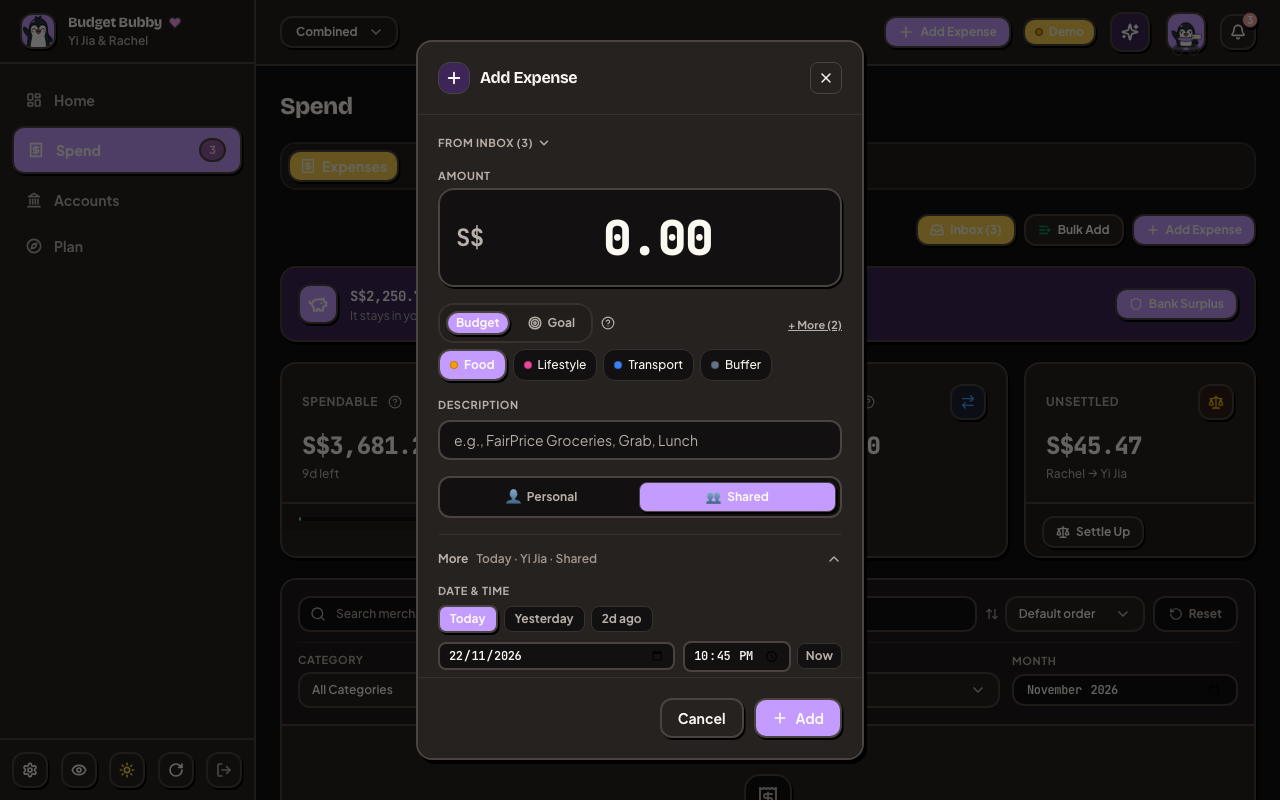 Budget Bubby
Yi Jia & Rachel
Combined
Add Expense
Demo
3
Home
Spend
3
Accounts
Plan
Spend
Expenses
Inbox (3)
Bulk Add
Add Expense
S$2,250.
It stays in yo
Bank Surplus
SPENDABLE
S$3,681.2
9d left
0
UNSETTLED
S$45.47
Rachel → Yi Jia
Settle Up
Search merch
Default order
Reset
CATEGORY
All Categories
MONTH
November 2026
Add Expense
FROM INBOX (3)
AMOUNT
S$ 0.00
Budget Goal
+ More (2)
Food Lifestyle Transport Buffer
DESCRIPTION
e.g., FairPrice Groceries, Grab, Lunch
Personal Shared
More Today · Yi Jia · Shared
DATE & TIME
Today Yesterday 2d ago
22/11/2026 10:45 PM Now
Cancel + Add